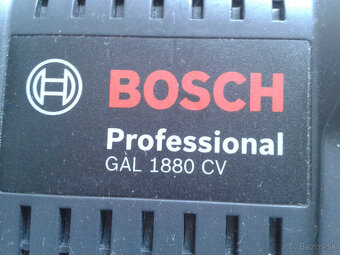 BOSCH
Professional
GAL 1880 CV